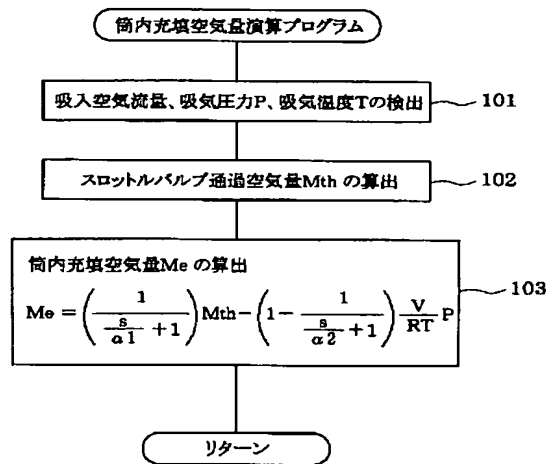 筒内充填空気量演算プログラム
吸入空気流量、吸気圧力P、吸気温度Tの検出
101
スロットルバルブ通過空気量Mth の算出
102
筒内充填空気量Me の算出
Me = (1/(s/α1 + 1)) Mth - (1 - 1/(s/α2 + 1)) V/RT P
103
リターン